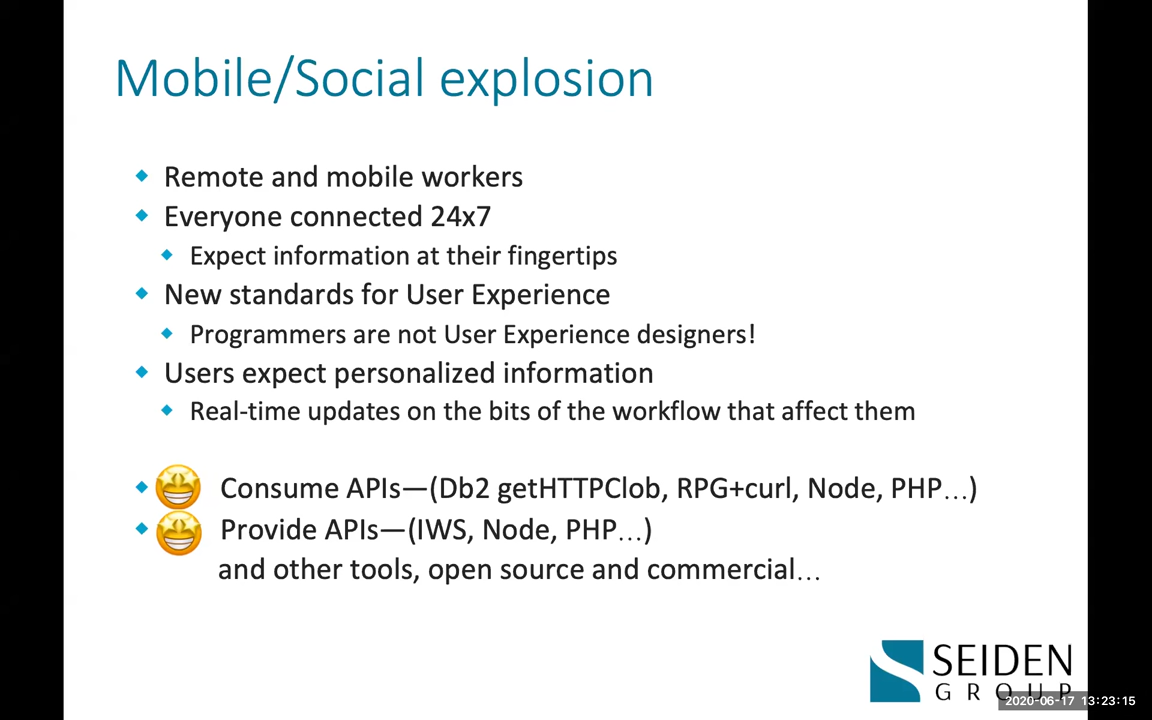 Mobile/Social explosion
Remote and mobile workers
Everyone connected 24x7
Expect information at their fingertips
New standards for User Experience
Programmers are not User Experience designers!
Users expect personalized information
Real-time updates on the bits of the workflow that affect them
Consume APIs—(Db2 getHTTPClob, RPG+curl, Node, PHP…)
Provide APIs—(IWS, Node, PHP…)
and other tools, open source and commercial…
SEIDEN
GROUP
2020-06-17 13:23:15